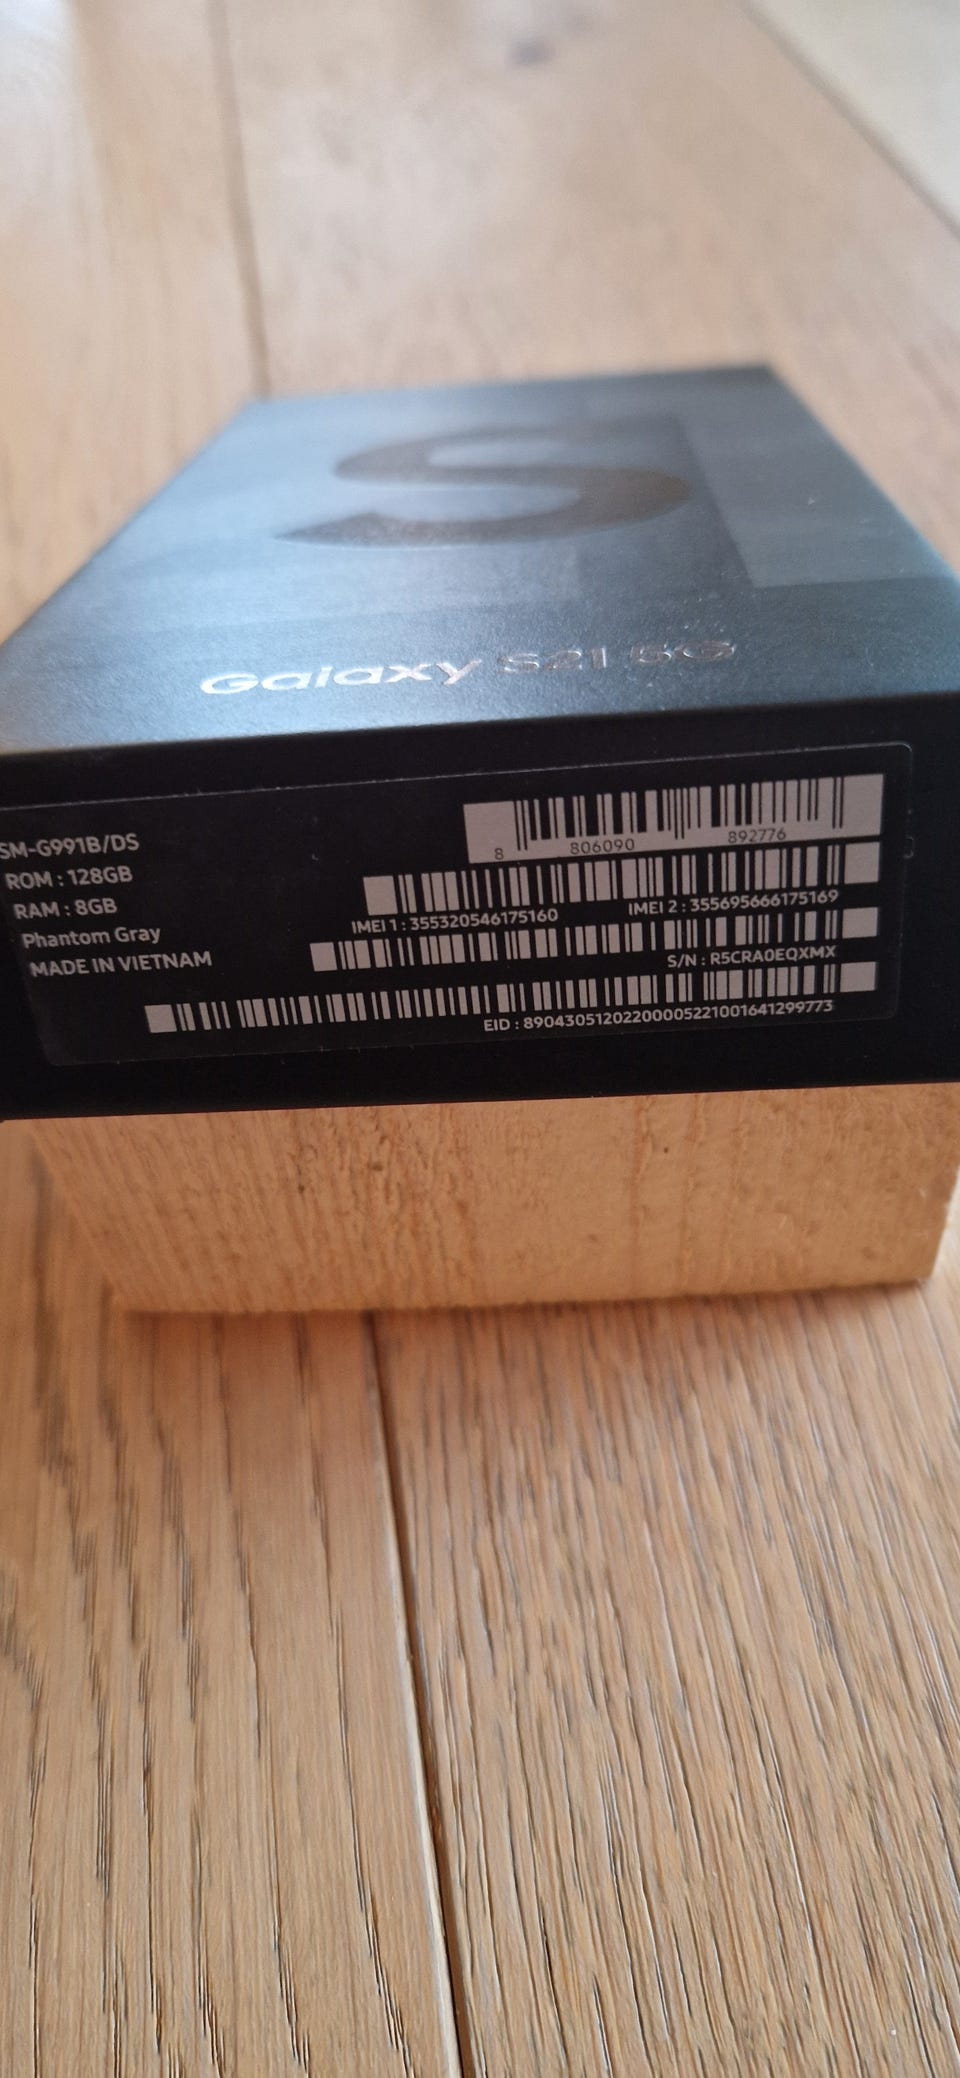 S
Galaxy S21 5G
SM-G991B/DS
ROM : 128GB
RAM : 8GB
Phantom Gray
MADE IN VIETNAM
8 806090 892776
IMEI 1 : 355320546175160 IMEI 2 : 355695666175169
S/N : R5CRA0EQXMX
EID : 89043051202200005221001641299773